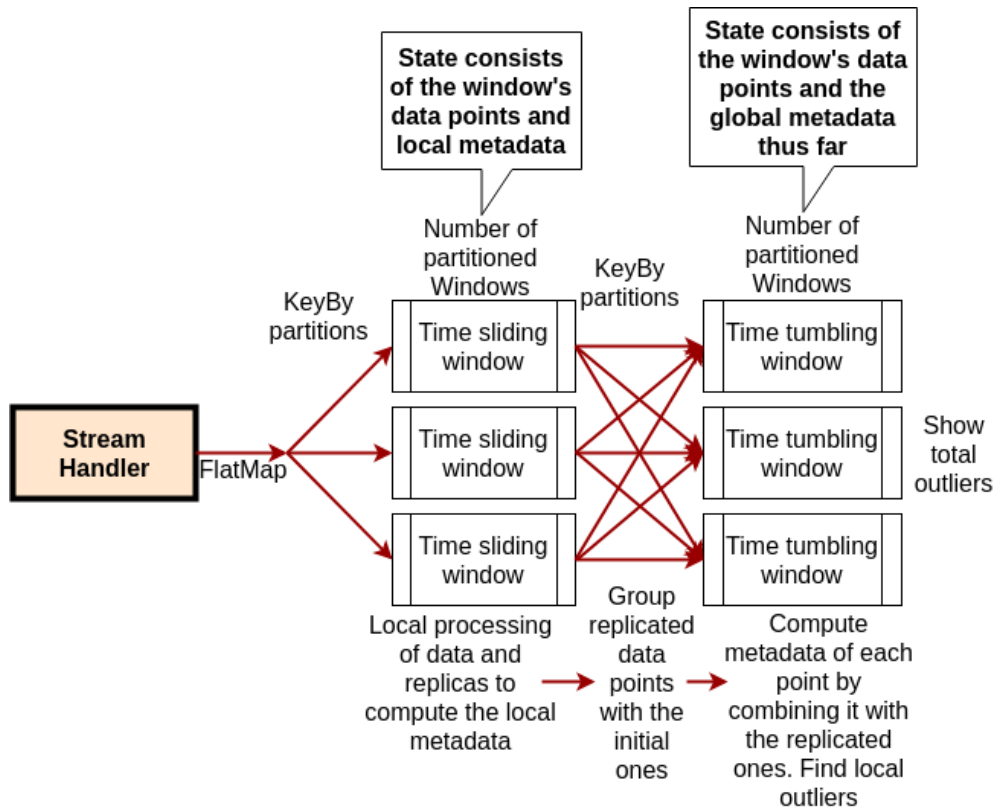 State consists
of the window's
data points and
local metadata
State consists of
the window's data
points and the
global metadata
thus far
Number of
partitioned
Windows
Number of
partitioned
Windows
KeyBy
partitions
KeyBy
partitions
Time sliding
window
Time tumbling
window
Stream
Handler
FlatMap
Time sliding
window
Time tumbling
window
Show
total
outliers
Time sliding
window
Time tumbling
window
Local processing
of data and
replicas to
compute the local
metadata
Group
replicated
data
points
with the
initial
ones
Compute
metadata of each
point by
combining it with
the replicated
ones. Find local
outliers